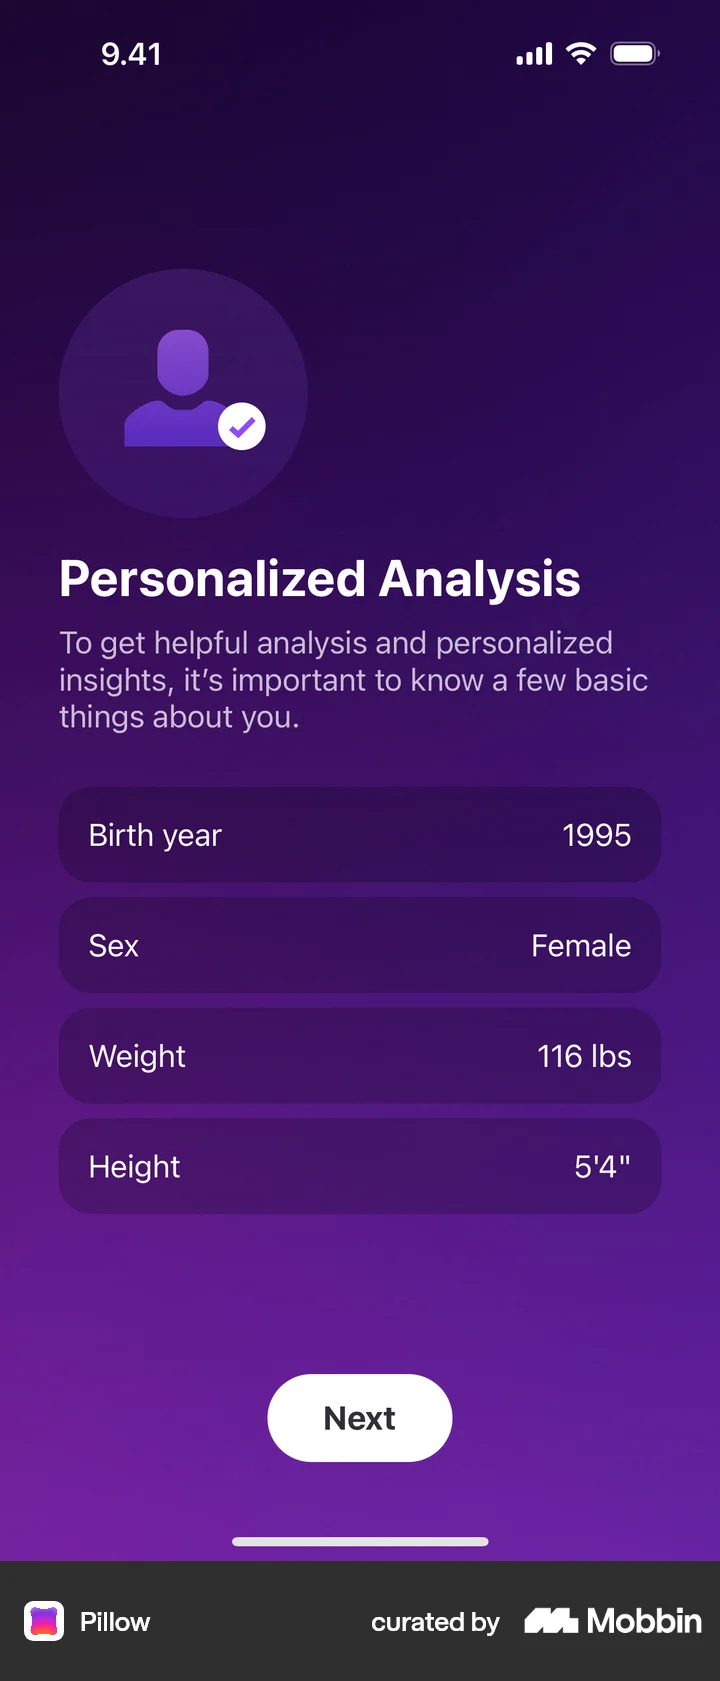 9.41
Personalized Analysis
To get helpful analysis and personalized
insights, it’s important to know a few basic
things about you.
Birth year 1995
Sex Female
Weight 116 lbs
Height 5'4"
Next
Pillow curated by Mobbin